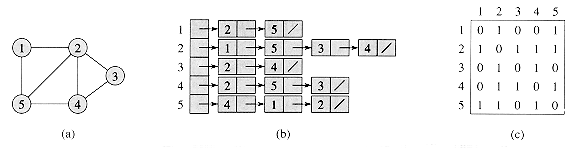 1 2
3
5 4
(a)
1 2 5 /
2 1 5 3 4 /
3 2 4 /
4 2 5 3 /
5 4 1 2 /
(b)
1 2 3 4 5
1 0 1 0 0 1
2 1 0 1 1 1
3 0 1 0 1 0
4 0 1 1 0 1
5 1 1 0 1 0
(c)